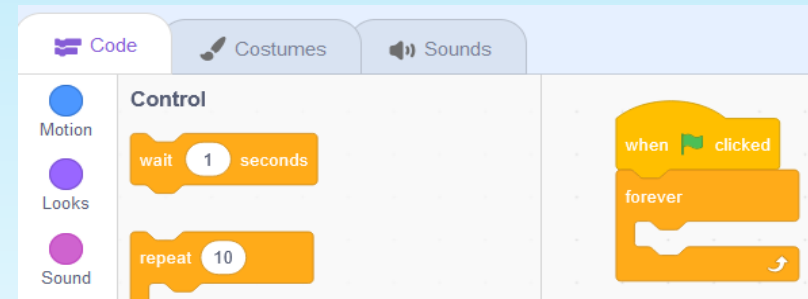 Code
Costumes
Sounds
Motion
Looks
Sound
Control
wait 1 seconds
repeat 10
when clicked
forever